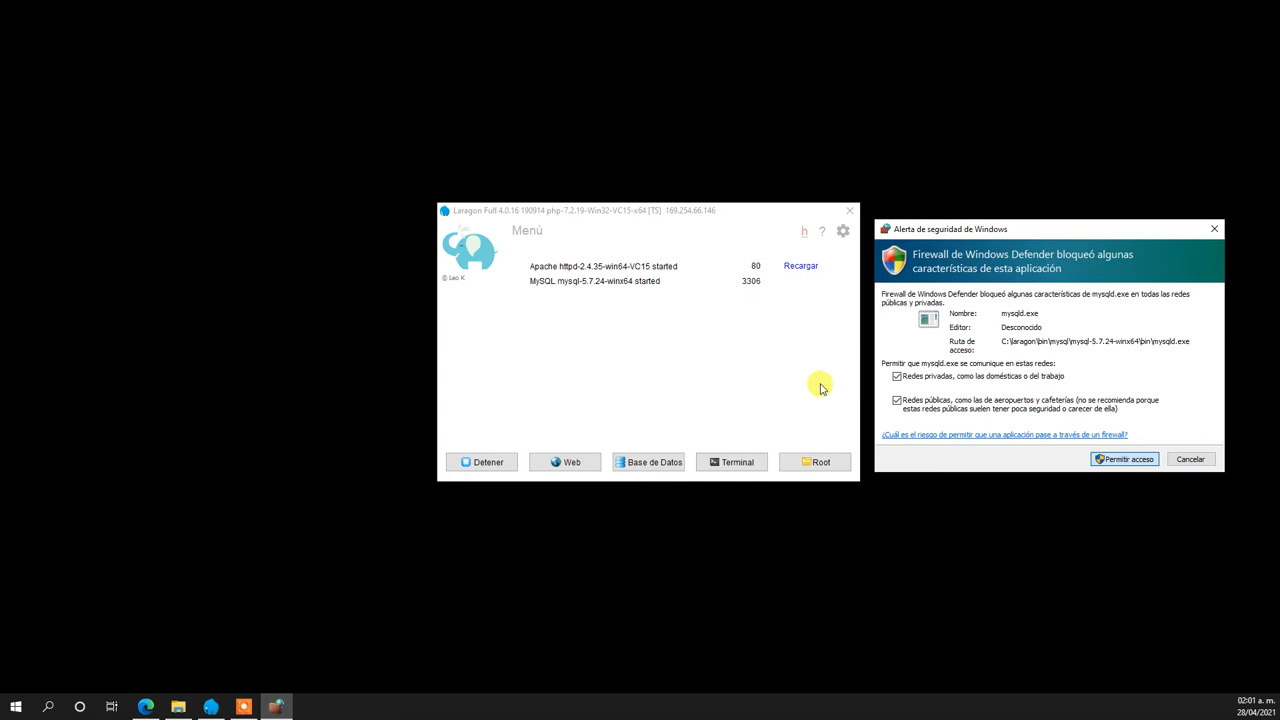 Laragon Full 4.0.16 190914 php-7.2.19-Win32-VC15-x64 [TS] 169.254.66.146
Menú
h ?
© Leo K
Apache httpd-2.4.35-win64-VC15 started 80 Recargar
MySQL mysql-5.7.24-winx64 started 3306
Detener Web Base de Datos Terminal Root
Alerta de seguridad de Windows
Firewall de Windows Defender bloqueó algunas
características de esta aplicación
Firewall de Windows Defender bloqueó algunas características de mysqld.exe en todas las redes
públicas y privadas.
Nombre: mysqld.exe
Editor: Desconocido
Ruta de C:\laragon\bin\mysql\mysql-5.7.24-winx64\bin\mysqld.exe
acceso:
Permitir que mysqld.exe se comunique en estas redes:
Redes privadas, como las domésticas o del trabajo
Redes públicas, como las de aeropuertos y cafeterías (no se recomienda porque
estas redes públicas suelen tener poca seguridad o carecer de ella)
¿Cuál es el riesgo de permitir que una aplicación pase a través de un firewall?
Permitir acceso Cancelar
02:01 a. m.
28/04/2021